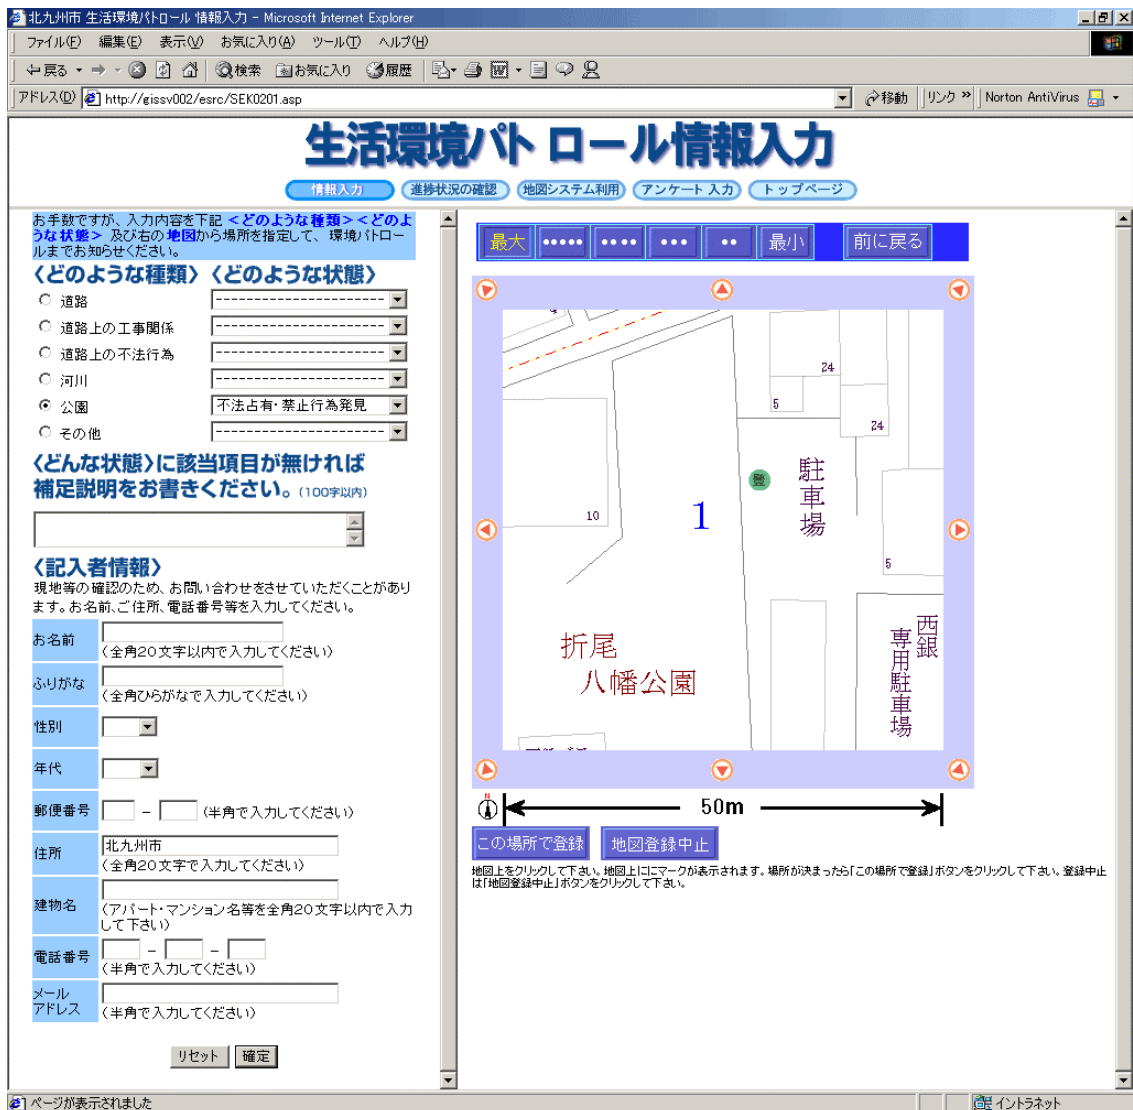 北九州市 生活環境パトロール 情報入力 - Microsoft Internet Explorer
ファイル(F) 編集(E) 表示(V) お気に入り(A) ツール(T) ヘルプ(H)
戻る 検索 お気に入り 履歴
アドレス(D) http://gissv002/esrc/SEK0201.asp 移動 リンク » Norton AntiVirus
生活環境パトロール情報入力
情報入力 進捗状況の確認 地図システム利用 アンケート入力 トップページ
お手数ですが、入力内容を下記 <どのような種類><どのよ
うな状態> 及び右の地図から場所を指定して、環境パトロー
ルまでお知らせください。
〈どのような種類〉 〈どのような状態〉
道路 --------------------
道路上の工事関係 --------------------
道路上の不法行為 --------------------
河川 --------------------
公園 不法占有・禁止行為発見
その他 --------------------
〈どんな状態〉に該当項目が無ければ
補足説明をお書きください。(100字以内)
〈記入者情報〉
現地等の確認のため、お問い合わせをさせていただくことがあり
ます。お名前、ご住所、電話番号等を入力してください。
お名前
(全角20文字以内で入力してください)
ふりがな
(全角ひらがなで入力してください)
性別
年代
郵便番号 - (半角で入力してください)
住所 北九州市
(全角20文字で入力してください)
建物名
(アパート・マンション名等を全角20文字以内で入力
して下さい)
電話番号 - -
(半角で入力してください)
メール
アドレス
(半角で入力してください)
リセット 確定
最大 ••••• •••• ••• •• 最小 前に戻る
24
5
24
登
駐車場
10
1
5
折尾
八幡公園
西銀
専用駐車場
N
50m
この場所で登録 地図登録中止
地図上をクリックして下さい。地図上ににマークが表示されます。場所が決まったら「この場所で登録」ボタンをクリックして下さい。登録中止
は「地図登録中止」ボタンをクリックして下さい。
ページが表示されました イントラネット